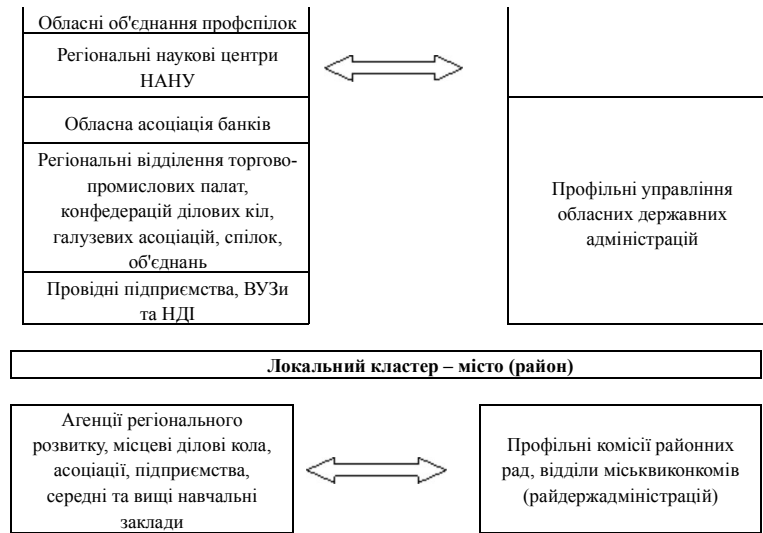 Обласні об'єднання профспілок
Регіональні наукові центри
НАНУ
Обласна асоціація банків
Регіональні відділення торгово-
промислових палат,
конфедерацій ділових кіл,
галузевих асоціацій, спілок,
об'єднань
Провідні підприємства, ВУЗи
та НДІ
Профільні управління
обласних державних
адміністрацій
Локальний кластер – місто (район)
Агенції регіонального
розвитку, місцеві ділові кола,
асоціації, підприємства,
середні та вищі навчальні
заклади
Профільні комісії районних
рад, відділи міськвиконкомів
(райдержадміністрацій)